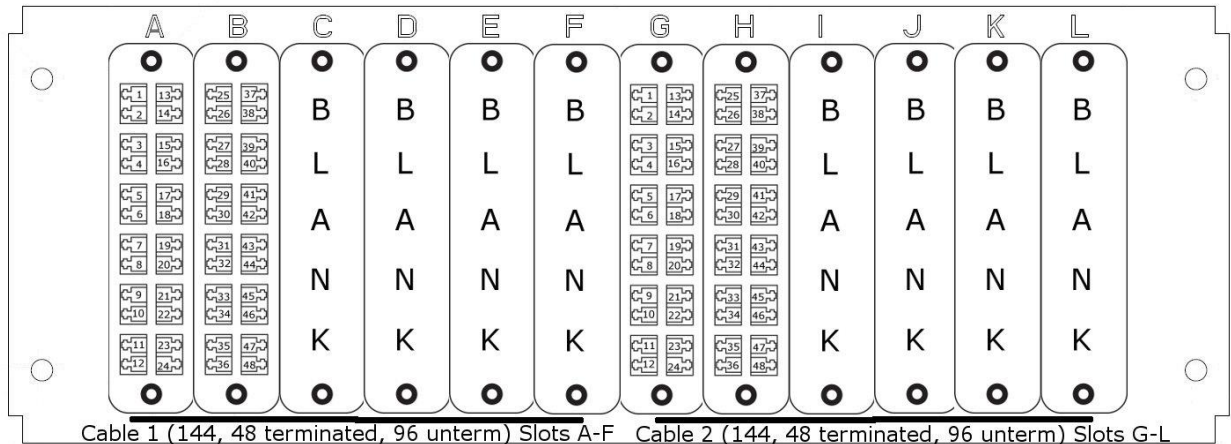 A B C D E F G H I J K L
1 13 25 37 B B B B 1 13 25 37 B B B B
2 14 26 38 2 14 26 38
3 15 27 39 L L L L 3 15 27 39 L L L L
4 16 28 40 4 16 28 40
5 17 29 41 A A A A 5 17 29 41 A A A A
6 18 30 42 6 18 30 42
7 19 31 43 N N N N 7 19 31 43 N N N N
8 20 32 44 8 20 32 44
9 21 33 45 K K K K 9 21 33 45 K K K K
10 22 34 46 10 22 34 46
11 23 35 47 11 23 35 47
12 24 36 48 12 24 36 48
Cable 1 (144, 48 terminated, 96 unterm) Slots A-F Cable 2 (144, 48 terminated, 96 unterm) Slots G-L